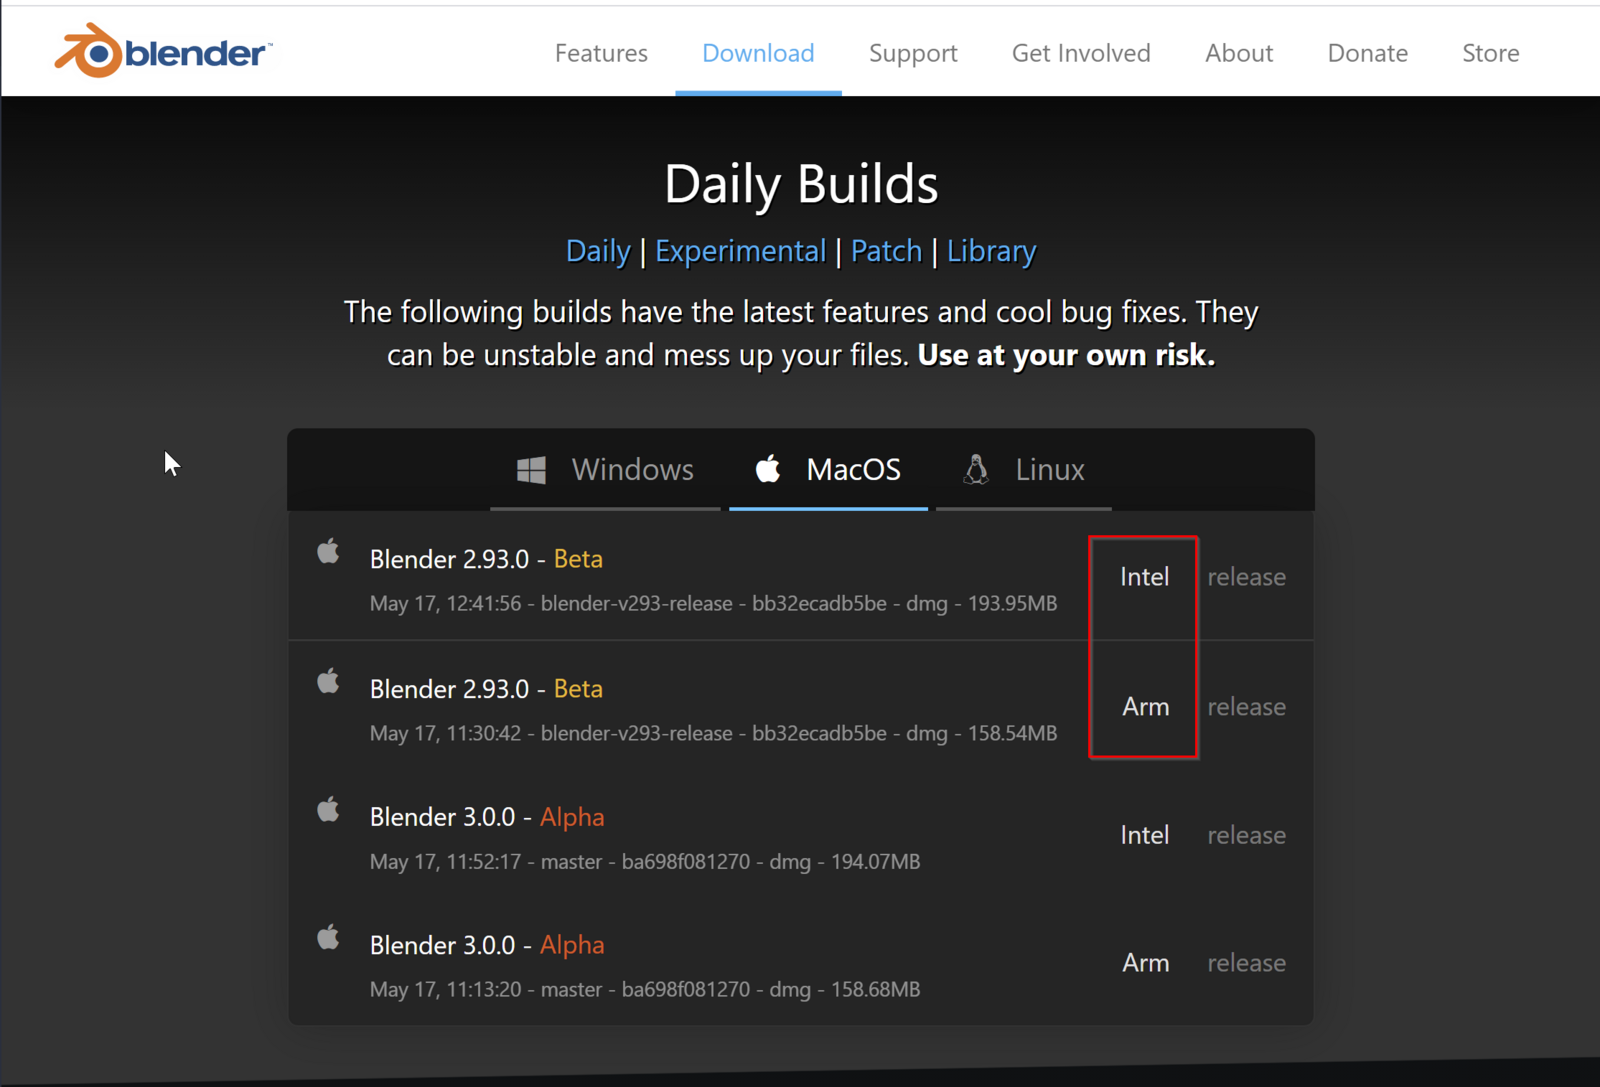 blender™
Features Download Support Get Involved About Donate Store
Daily Builds
Daily | Experimental | Patch | Library
The following builds have the latest features and cool bug fixes. They
can be unstable and mess up your files. Use at your own risk.
Windows MacOS Linux
Blender 2.93.0 - Beta
May 17, 12:41:56 - blender-v293-release - bb32ecadb5be - dmg - 193.95MB
Intel release
Blender 2.93.0 - Beta
May 17, 11:30:42 - blender-v293-release - bb32ecadb5be - dmg - 158.54MB
Arm release
Blender 3.0.0 - Alpha
May 17, 11:52:17 - master - ba698f081270 - dmg - 194.07MB
Intel release
Blender 3.0.0 - Alpha
May 17, 11:13:20 - master - ba698f081270 - dmg - 158.68MB
Arm release